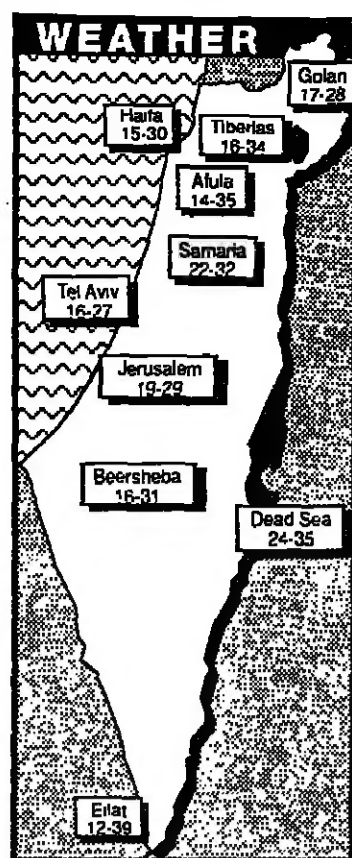 WEATHER
Golan
17-28
Haifa
15-30
Tiberias
16-34
Afula
14-35
Samaria
22-32
Tel Aviv
16-27
Jerusalem
19-29
Beersheba
16-31
Dead Sea
24-35
Eilat
12-39